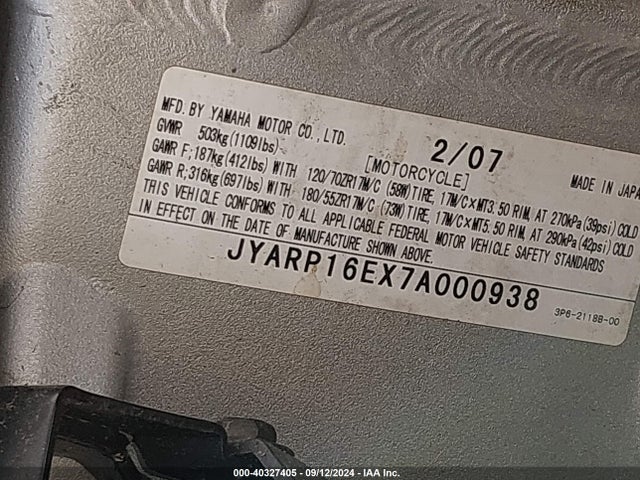 MFD. BY YAMAHA MOTOR CO., LTD. 2/07
GVWR 503kg(1109lbs) [MOTORCYCLE] MADE IN JAPA
GAWR F;187kg(412lbs)WITH 120/70ZR17M/C (58W)TIRE, 17M/C×MT3.50 RIM, AT 270kPa(39psi)COLD
GAWR R;316kg(697lbs)WITH 180/55ZR17M/C (73W)TIRE, 17M/C×MT5.50 RIM, AT 290kPa(42psi)COLD
THIS VEHICLE CONFORMS TO ALL APPLICABLE FEDERAL MOTOR VEHICLE SAFETY STANDARDS
IN EFFECT ON THE DATE OF MANUFACTURE SHOWN ABOVE.
JYARP16EX7A000938
3P6-2118B-00
000-40327405 - 09/12/2024 - IAA Inc.